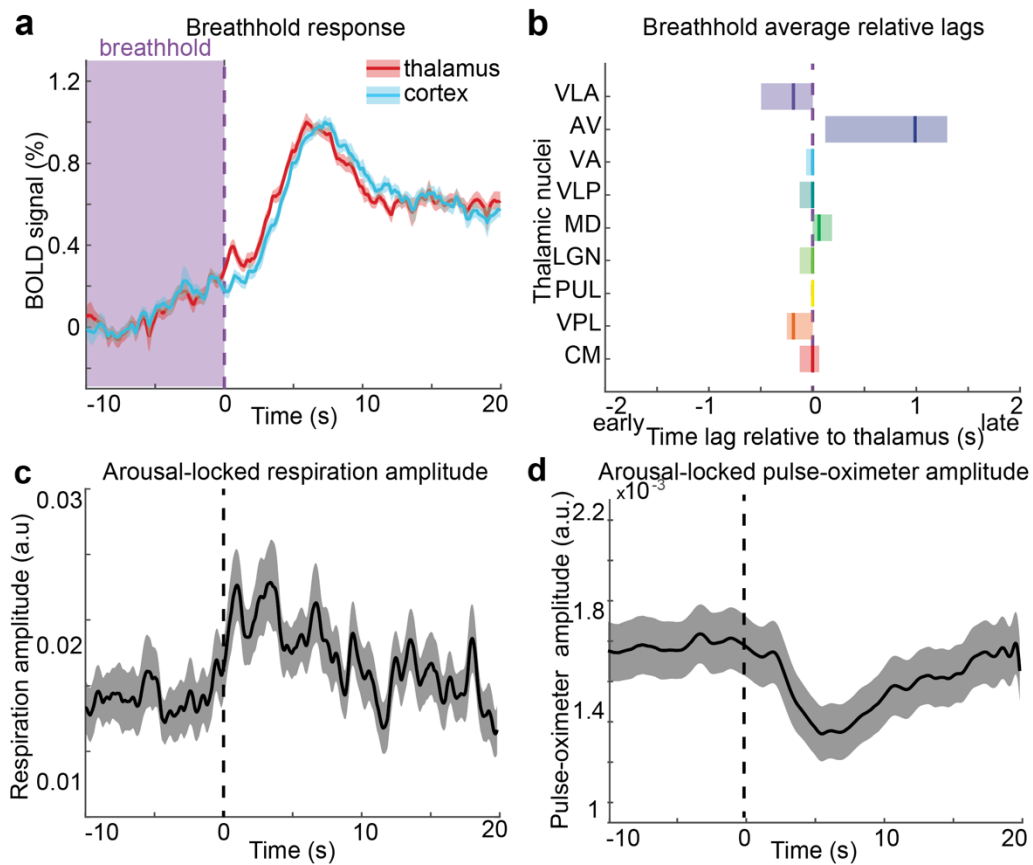 a
Breathhold response
breathhold
thalamus
cortex
BOLD signal (%)
1.2
0.8
0.4
0
-10
0
10
20
Time (s)
b
Breathhold average relative lags
Thalamic nuclei
VLA
AV
VA
VLP
MD
LGN
PUL
VPL
CM
-2
-1
0
1
2
early
late
Time lag relative to thalamus (s)
c
Arousal-locked respiration amplitude
Respiration amplitude (a.u)
0.03
0.02
0.01
-10
0
10
20
Time (s)
d
Arousal-locked pulse-oximeter amplitude
×10⁻³
Pulse-oximeter amplitude (a.u.)
2.2
1.8
1.4
1
-10
0
10
20
Time (s)